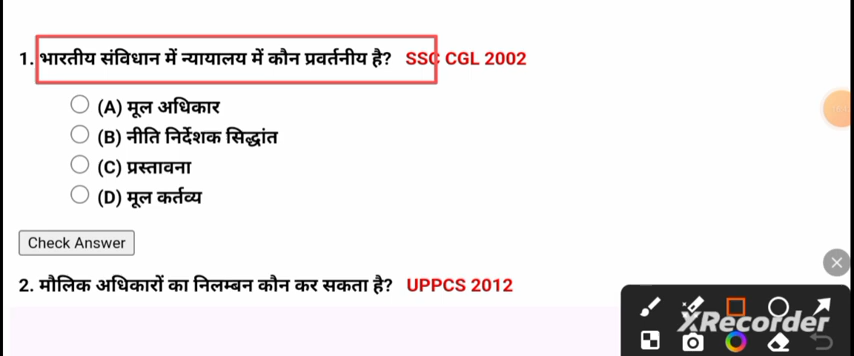 1. भारतीय संविधान में न्यायालय में कौन प्रवर्तनीय है? SSC CGL 2002
(A) मूल अधिकार
(B) नीति निर्देशक सिद्धांत
(C) प्रस्तावना
(D) मूल कर्तव्य
Check Answer
2. मौलिक अधिकारों का निलम्बन कौन कर सकता है? UPPCS 2012
XRecorder